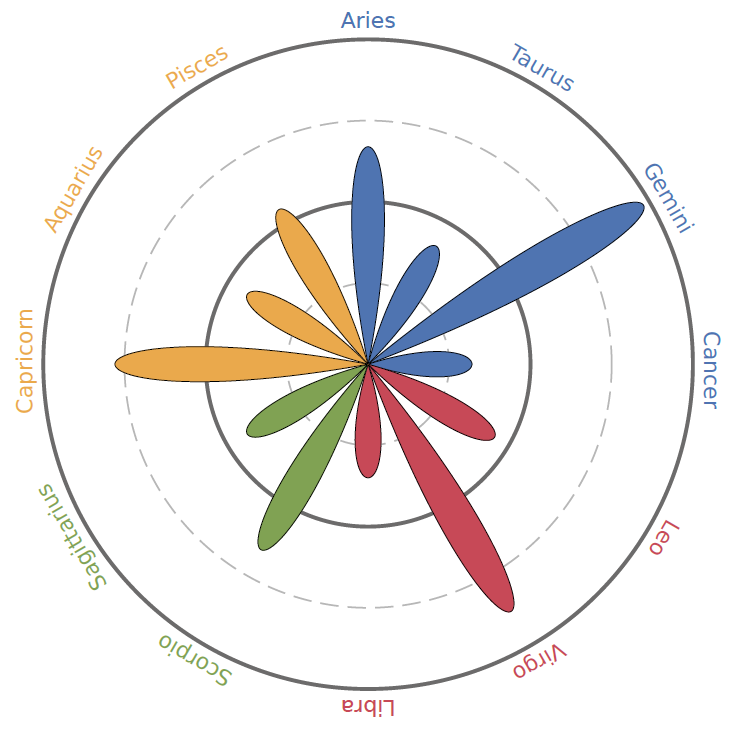 Aries
Taurus
Gemini
Cancer
Leo
Virgo
Libra
Scorpio
Sagittarius
Capricorn
Aquarius
Pisces